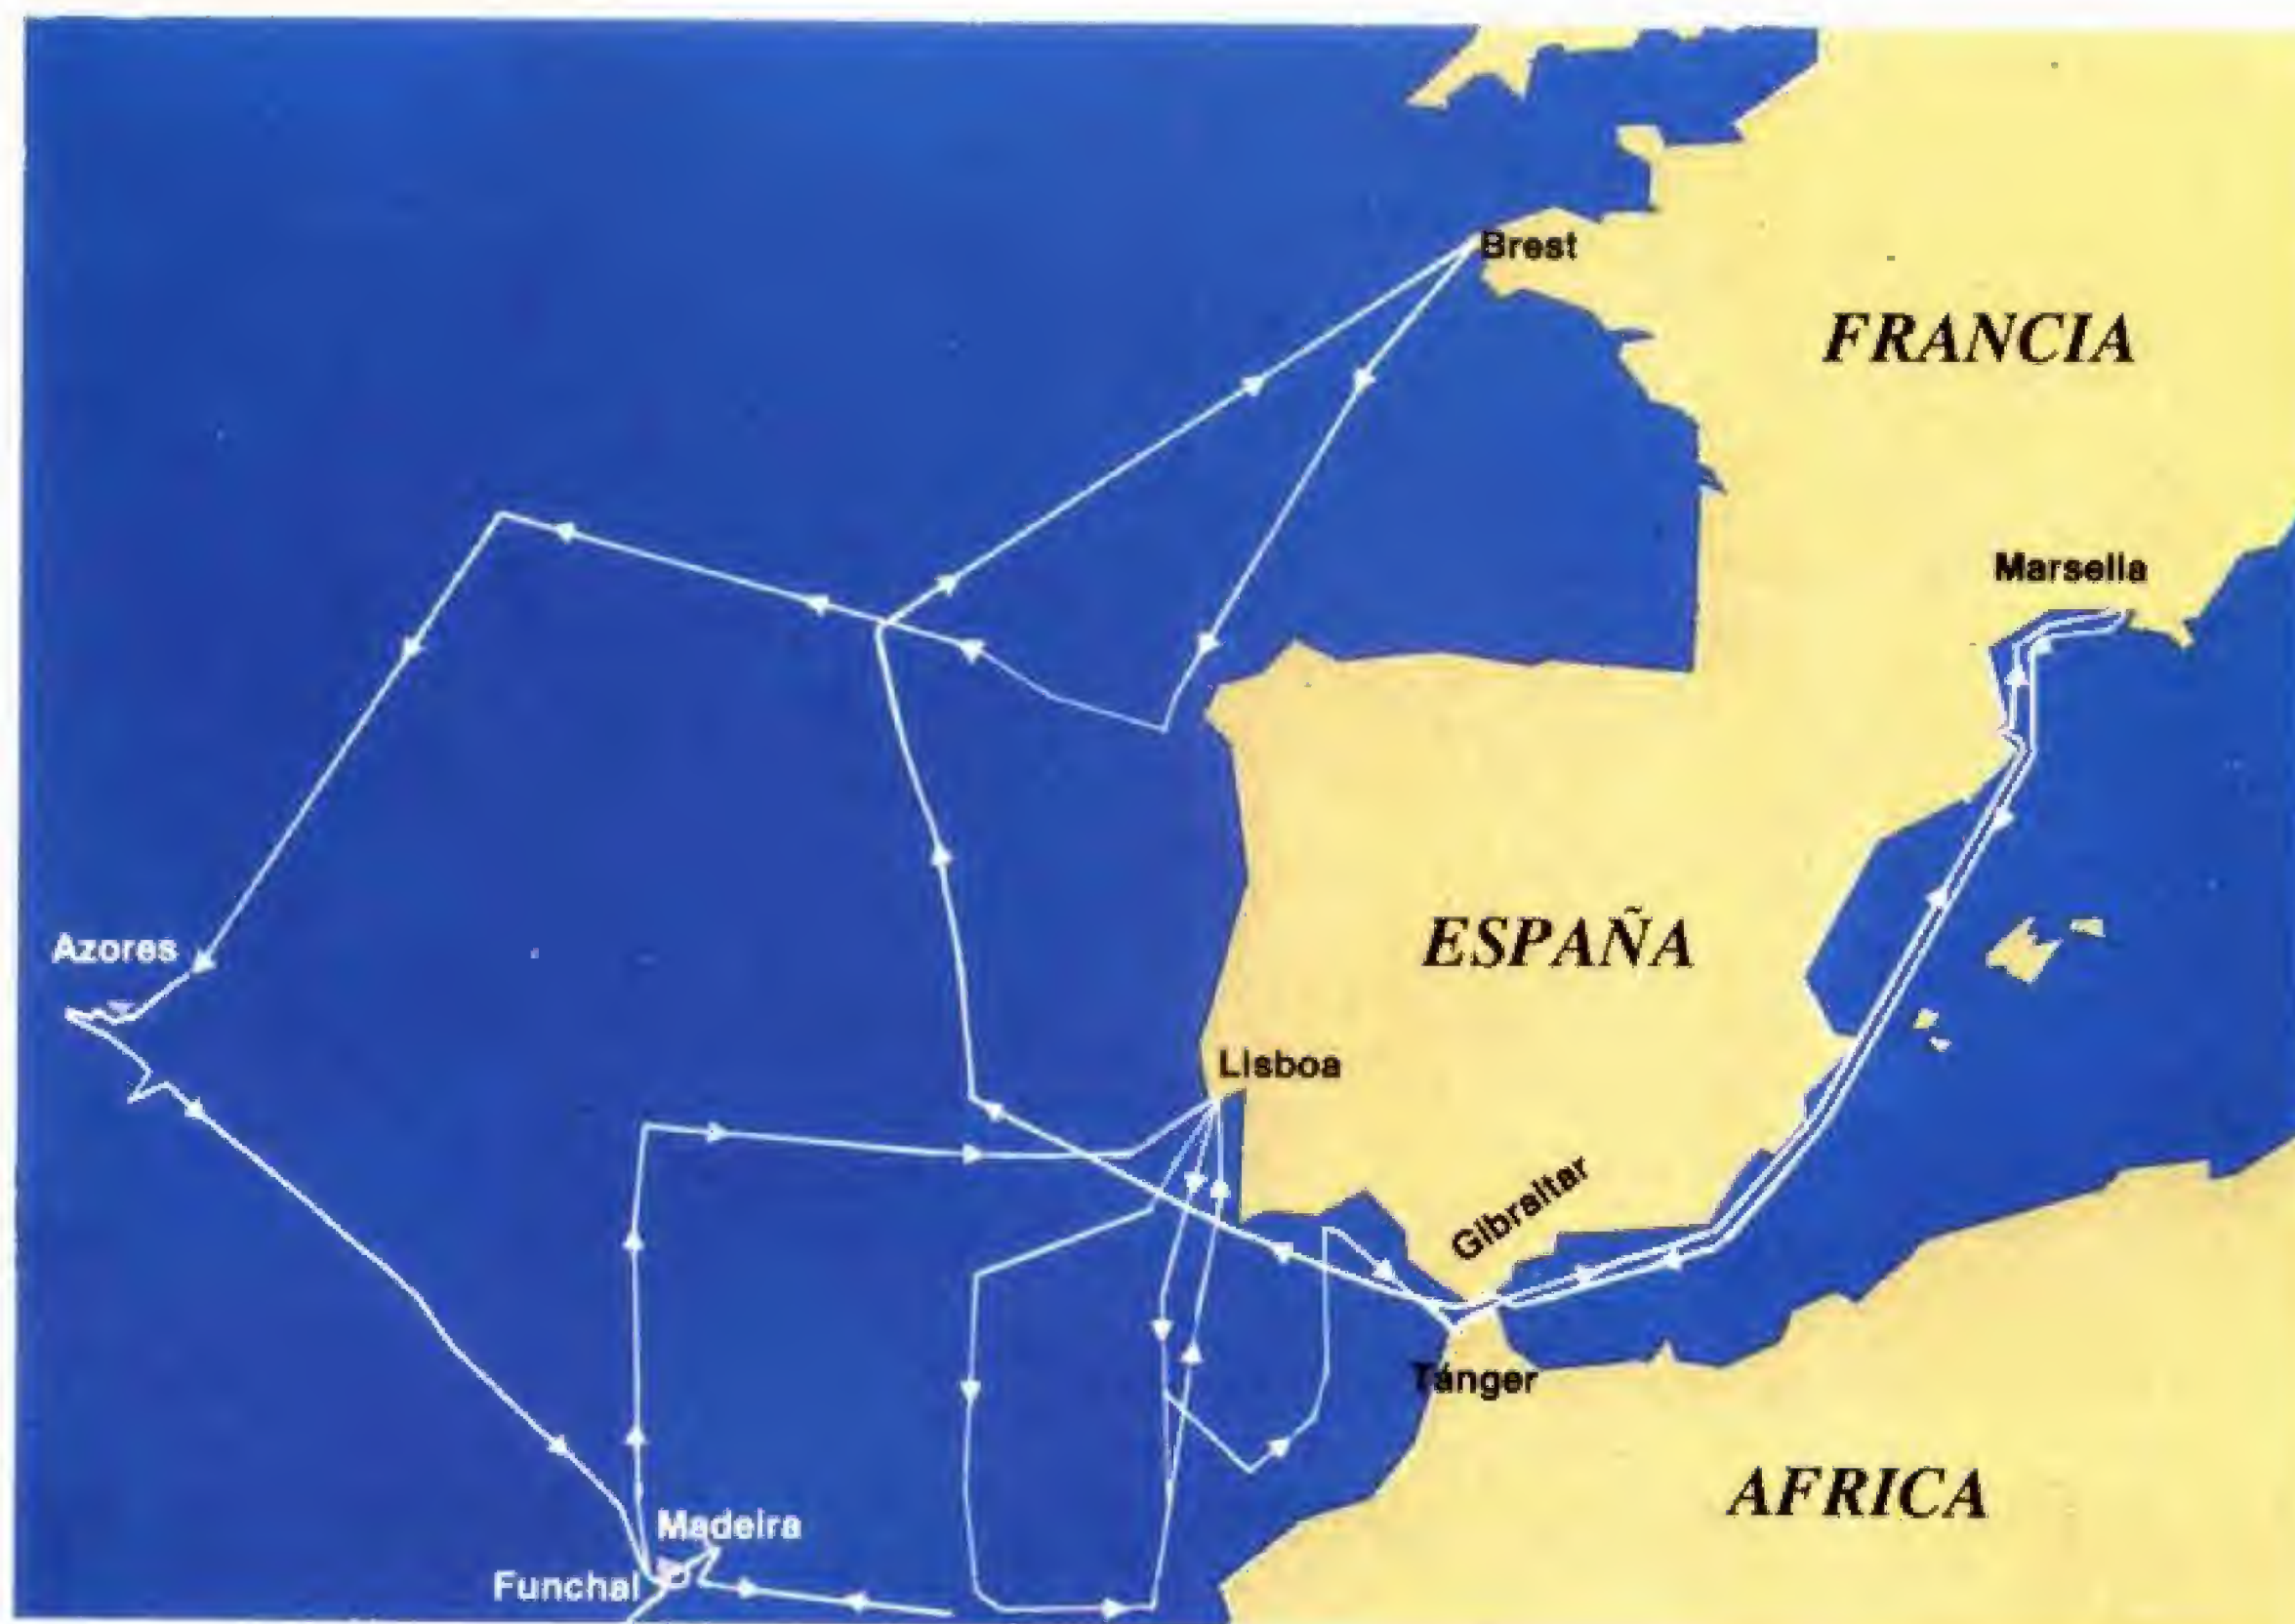 Brest
FRANCIA
Marsella
Azores
ESPAÑA
Lisboa
Gibraltar
Tánger
AFRICA
Madeira
Funchal